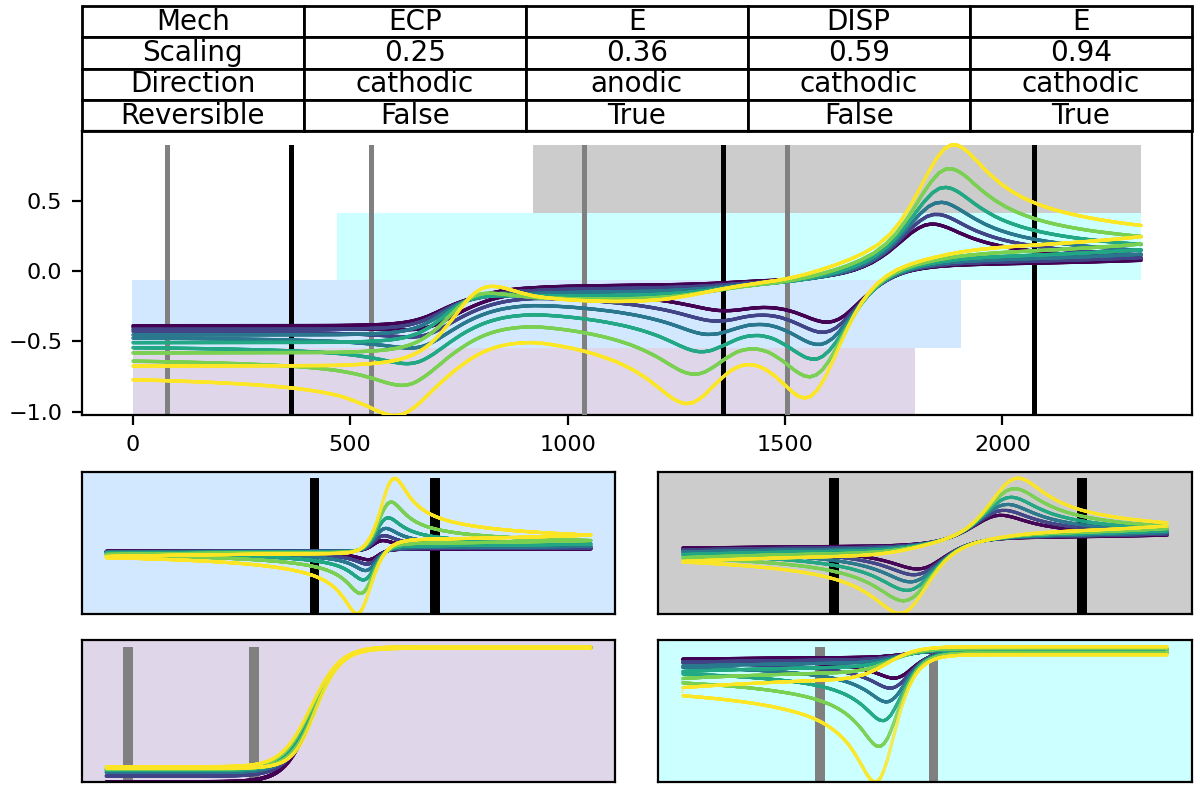 Mech ECP E DISP E
Scaling 0.25 0.36 0.59 0.94
Direction cathodic anodic cathodic cathodic
Reversible False True False True
0.5
0.0
−0.5
−1.0
0 500 1000 1500 2000